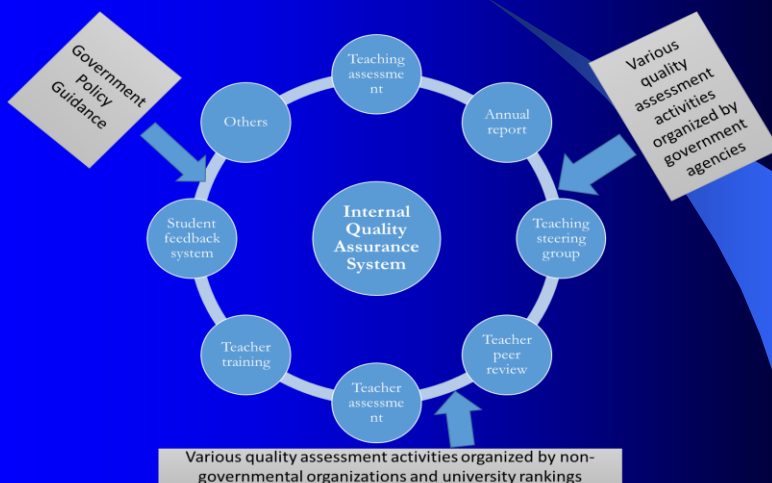 Government
Policy
Guidance
Teaching
assessme
nt
Various
quality
assessment
activities
organized by
government
agencies
Others
Annual
report
Student
feedback
system
Internal
Quality
Assurance
System
Teaching
steering
group
Teacher
training
Teacher
peer
review
Teacher
assessme
nt
Various quality assessment activities organized by non-
governmental organizations and university rankings